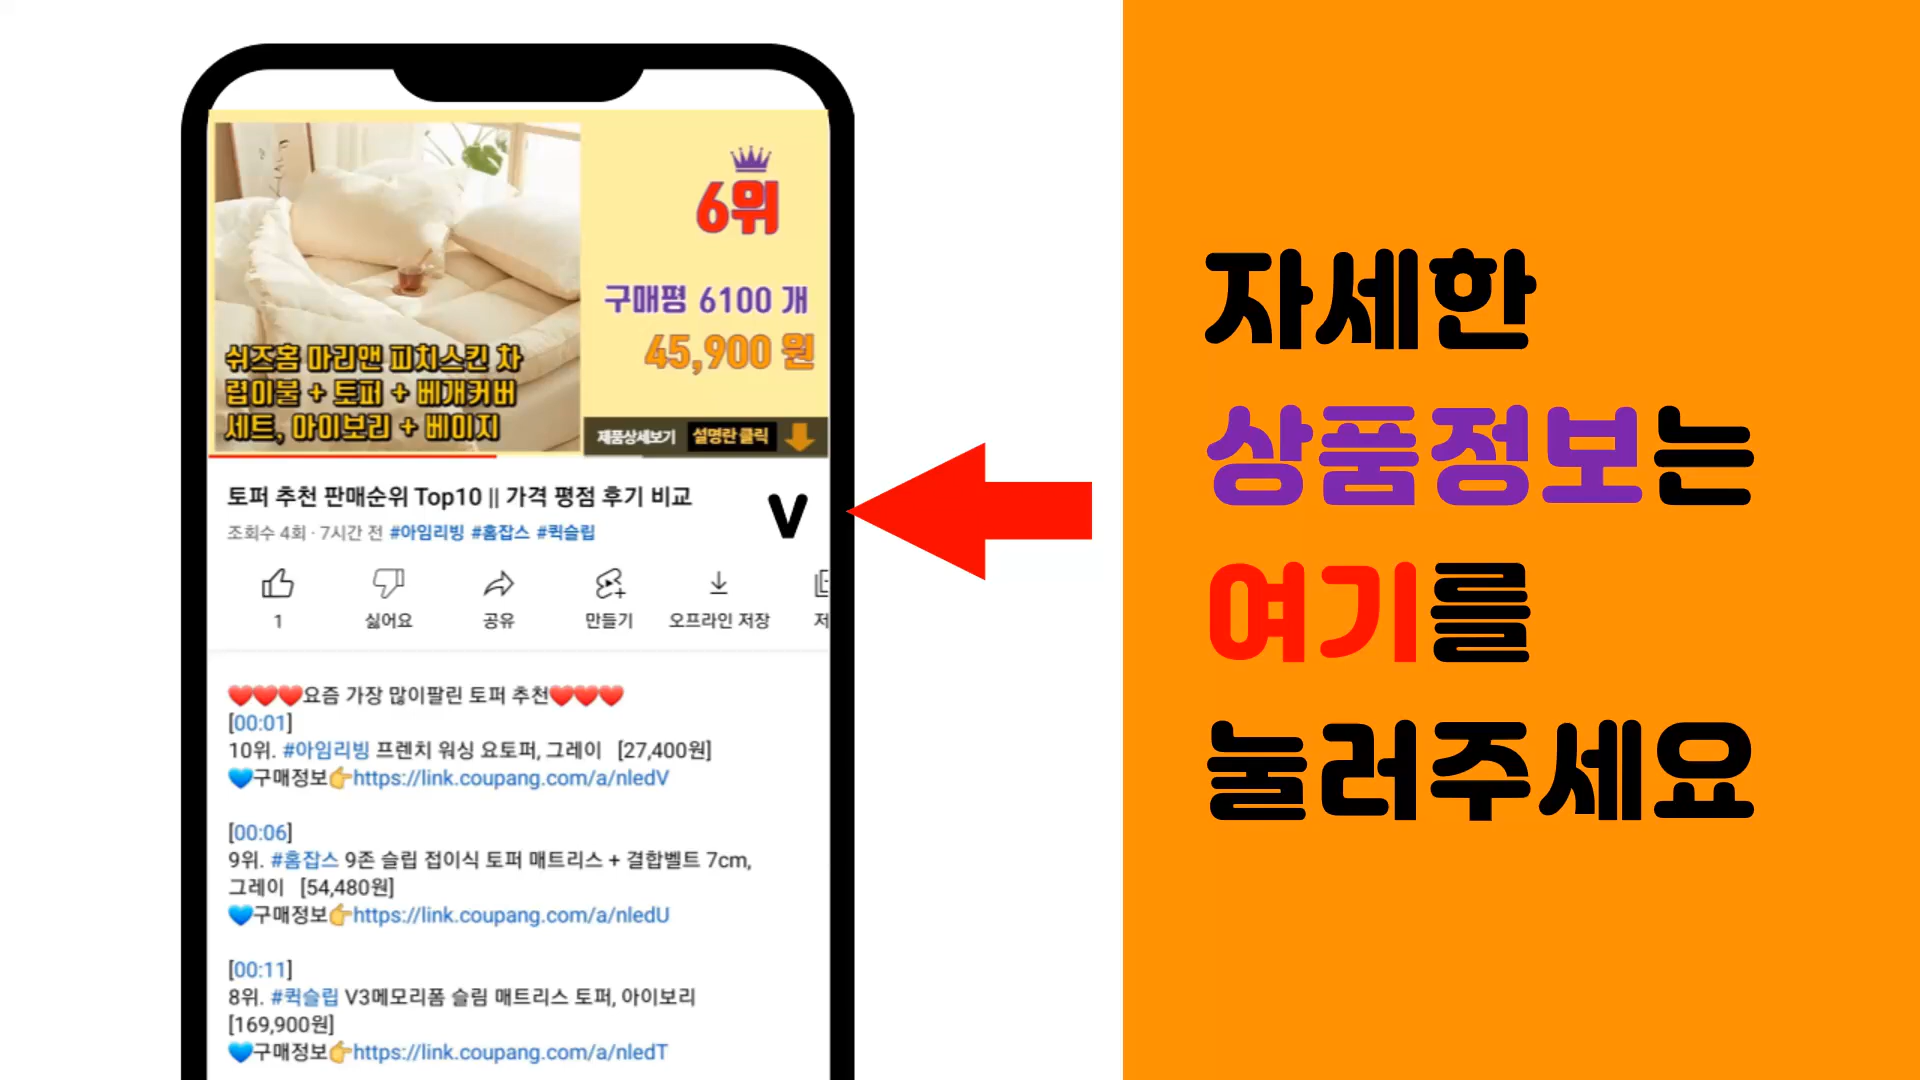 6위
구매평 6100 개
45,900 원
쉬즈홈 마리앤 피치스킨 차
렵이불 + 토퍼 + 베개커버
세트, 아이보리 + 베이지
제품상세보기 설명란 클릭
토퍼 추천 판매순위 Top10 || 가격 평점 후기 비교
V
조회수 4회 · 7시간 전 #아임리빙 #홈잡스 #퀵슬립
1 싫어요 공유 만들기 오프라인 저장 저
❤❤❤요즘 가장 많이팔린 토퍼 추천❤❤❤
[00:01]
10위. #아임리빙 프렌치 워싱 요토퍼, 그레이 [27,400원]
💙구매정보👉https://link.coupang.com/a/nledV
[00:06]
9위. #홈잡스 9존 슬립 접이식 토퍼 매트리스 + 결합벨트 7cm,
그레이 [54,480원]
💙구매정보👉https://link.coupang.com/a/nledU
[00:11]
8위. #퀵슬립 V3메모리폼 슬림 매트리스 토퍼, 아이보리
[169,900원]
💙구매정보👉https://link.coupang.com/a/nledT
자세한
상품정보는
여기를
눌러주세요